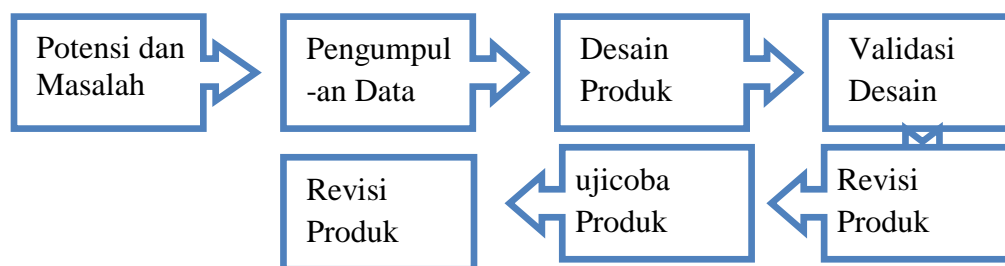 Potensi dan
Masalah
Pengumpul
-an Data
Desain
Produk
Validasi
Desain
Revisi
Produk
ujicoba
Produk
Revisi
Produk